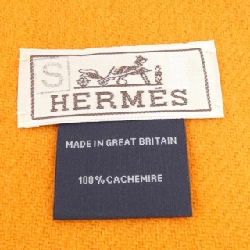 S
HERMÈS
MADE IN GREAT BRITAIN
100% CACHEMIRE